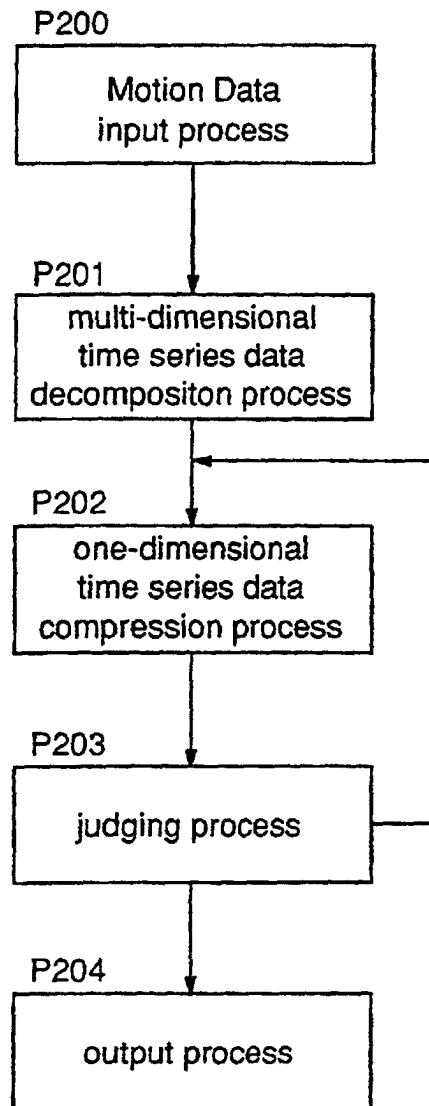 P200
Motion Data
input process
P201
multi-dimensional
time series data
decompositon process
P202
one-dimensional
time series data
compression process
P203
judging process
P204
output process